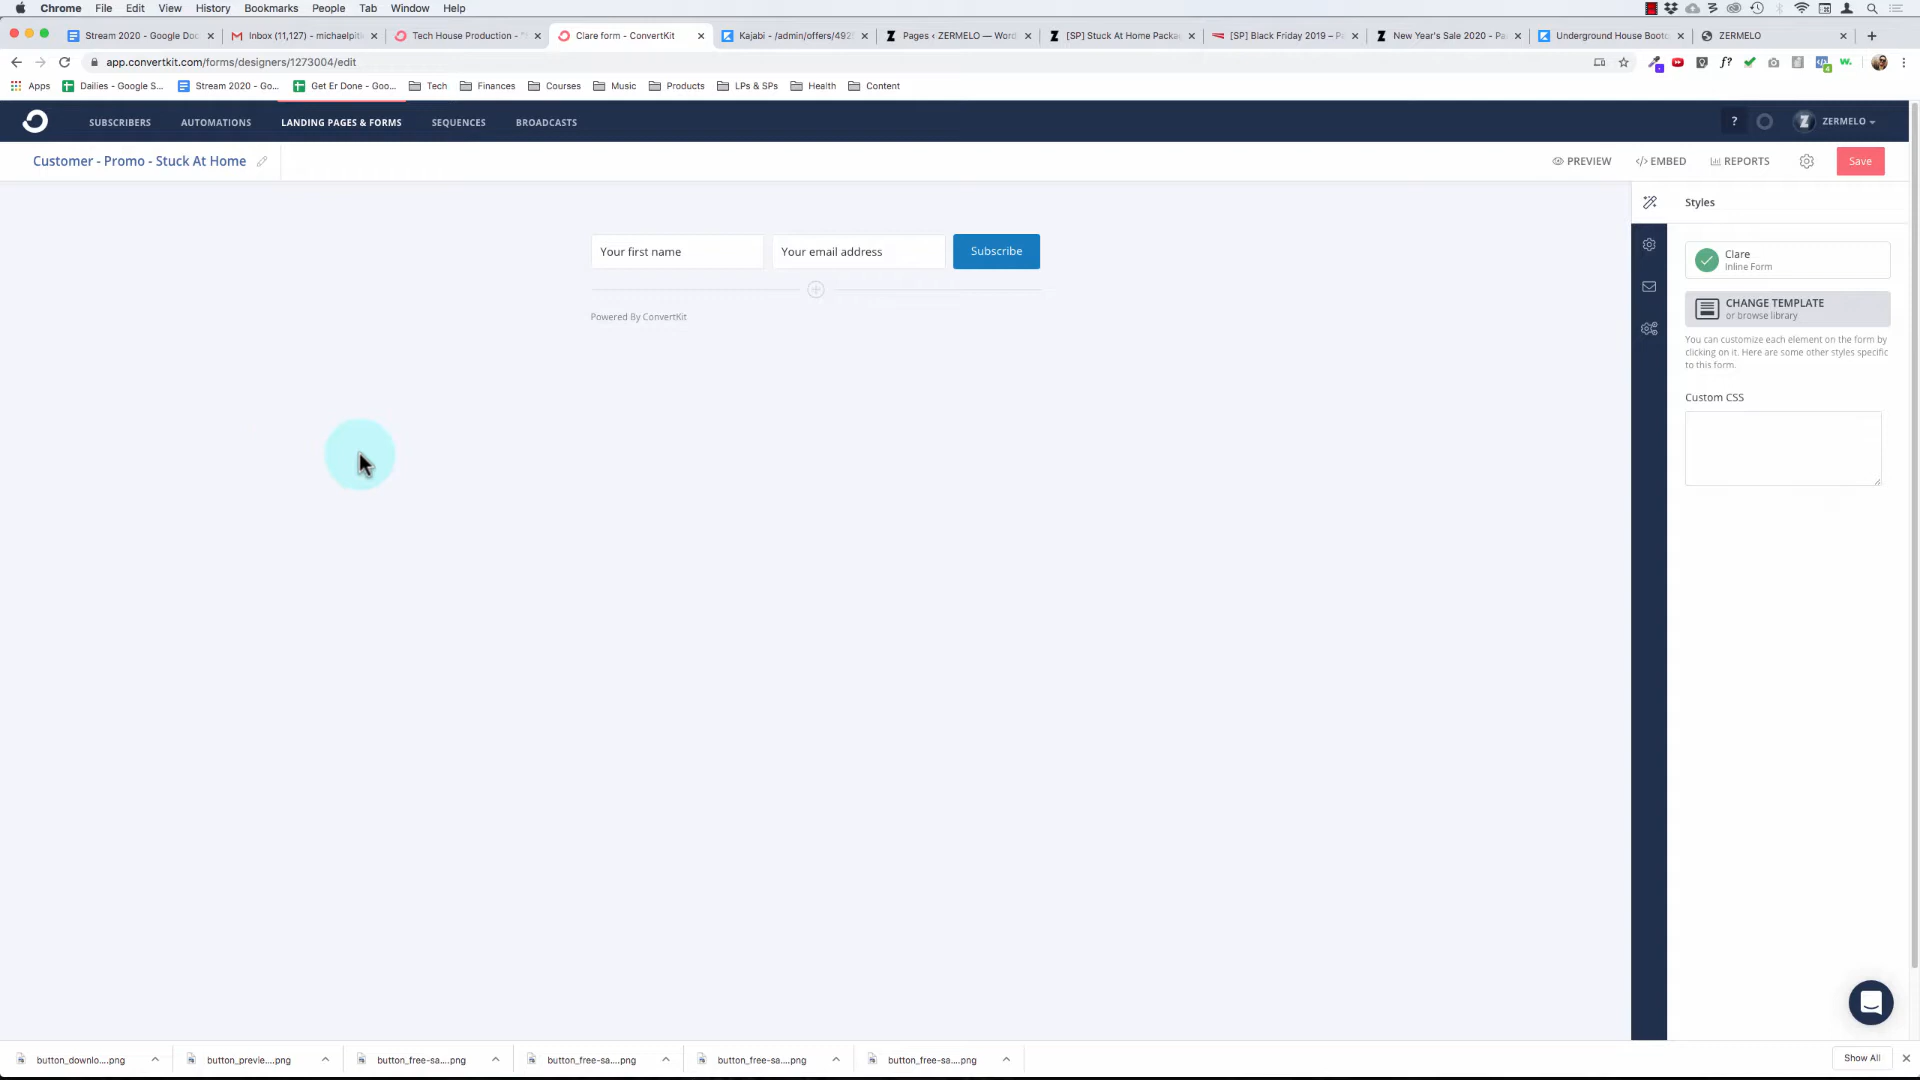 Chrome File Edit View History Bookmarks People Tab Window Help
Stream 2020 - Google Doc
Inbox (11,127) - michaelpit
Tech House Production - "
Clare form - ConvertKit
Kajabi - /admin/offers/492
Pages ‹ ZERMELO — Word
[SP] Stuck At Home Packa
[SP] Black Friday 2019 – P
New Year's Sale 2020 - Pa
Underground House Boot
ZERMELO
app.convertkit.com/forms/designers/1273004/edit
Apps Dailies - Google S... Stream 2020 - Go... Get Er Done - Goo... Tech Finances Courses Music Products LPs & SPs Health Content
SUBSCRIBERS AUTOMATIONS LANDING PAGES & FORMS SEQUENCES BROADCASTS ? Z ZERMELO
Customer - Promo - Stuck At Home PREVIEW </> EMBED REPORTS Save
Styles
Your first name Your email address Subscribe
Powered By ConvertKit
Clare
Inline Form
CHANGE TEMPLATE
or browse library
You can customize each element on the form by
clicking on it. Here are some other styles specific
to this form.
Custom CSS
button_downlo....png button_previe....png button_free-sa....png button_free-sa....png button_free-sa....png button_free-sa....png Show All